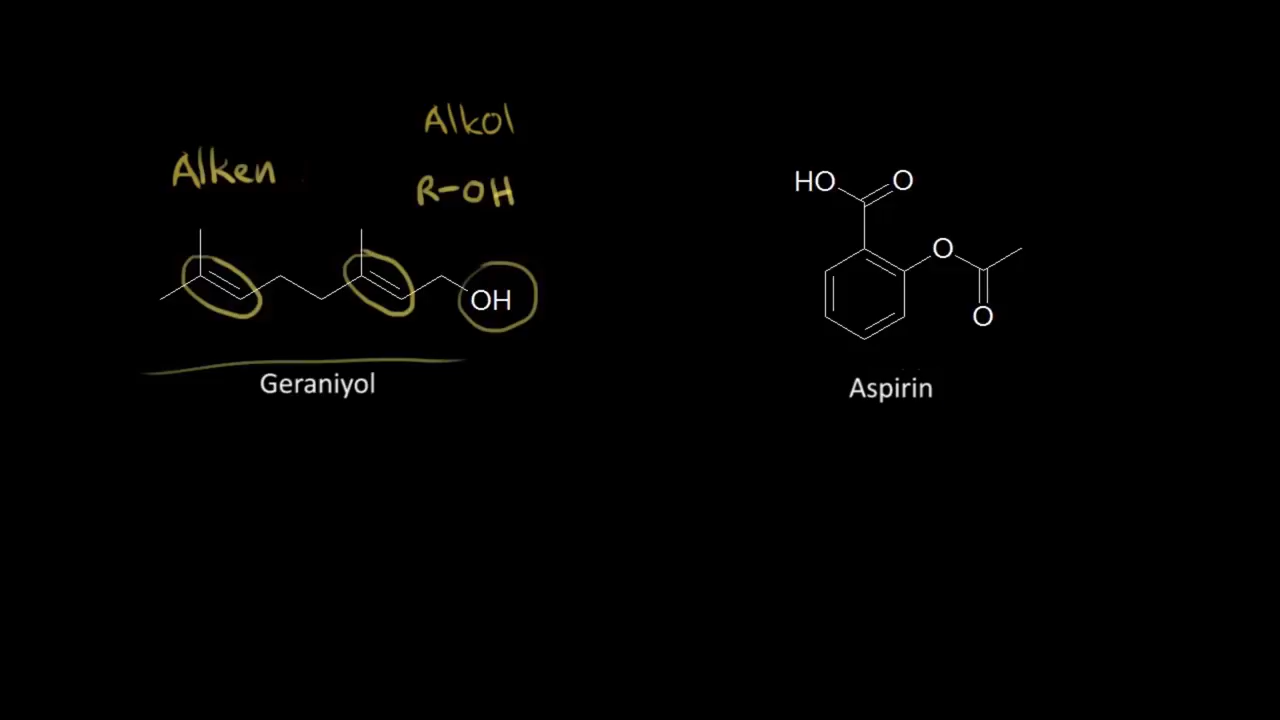 Alkol
Alken
R-OH
OH
Geraniyol
HO
O
O
O
Aspirin